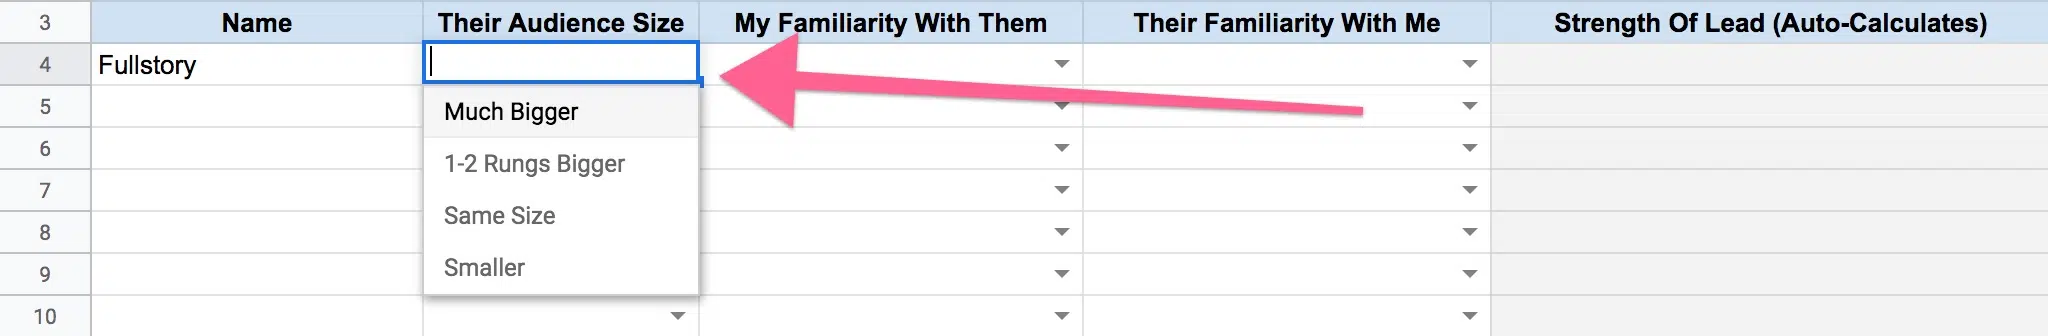 3 Name Their Audience Size My Familiarity With Them Their Familiarity With Me Strength Of Lead (Auto-Calculates)
4 Fullstory
5 Much Bigger
6 1-2 Rungs Bigger
7
8 Same Size
9 Smaller
10